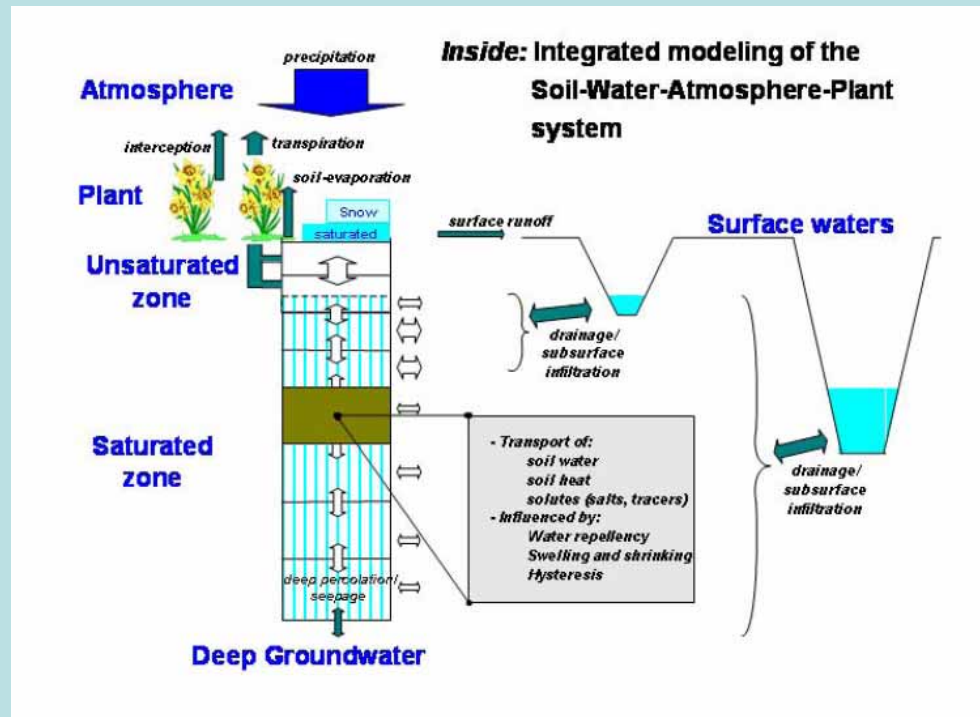 Inside: Integrated modeling of the
Soil-Water-Atmosphere-Plant
system
precipitation
Atmosphere
interception
transpiration
soil-evaporation
Plant
Snow
saturated
surface runoff
Surface waters
Unsaturated
zone
drainage/
subsurface
infiltration
Saturated
zone
- Transport of:
soil water
soil heat
solutes (salts, tracers)
- Influenced by:
Water repellency
Swelling and shrinking
Hysteresis
drainage/
subsurface
infiltration
deep percolation/
seepage
Deep Groundwater